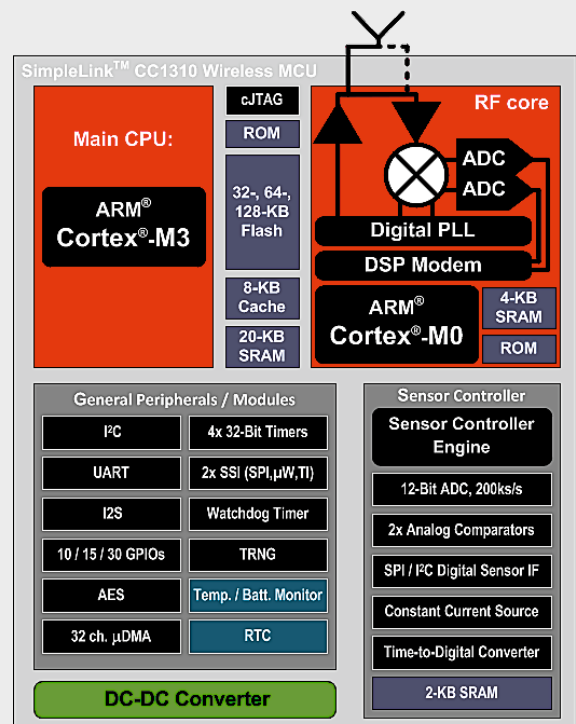 SimpleLink™ CC1310 Wireless MCU
Main CPU:
ARM®
Cortex®-M3
cJTAG
ROM
32-, 64-,
128-KB
Flash
8-KB
Cache
20-KB
SRAM
RF core
ADC
ADC
Digital PLL
DSP Modem
ARM®
Cortex®-M0
4-KB
SRAM
ROM
General Peripherals / Modules
I²C
4x 32-Bit Timers
UART
2x SSI (SPI,µW,TI)
I2S
Watchdog Timer
10 / 15 / 30 GPIOs
TRNG
AES
Temp. / Batt. Monitor
32 ch. µDMA
RTC
Sensor Controller
Sensor Controller
Engine
12-Bit ADC, 200ks/s
2x Analog Comparators
SPI / I²C Digital Sensor IF
Constant Current Source
Time-to-Digital Converter
2-KB SRAM
DC-DC Converter